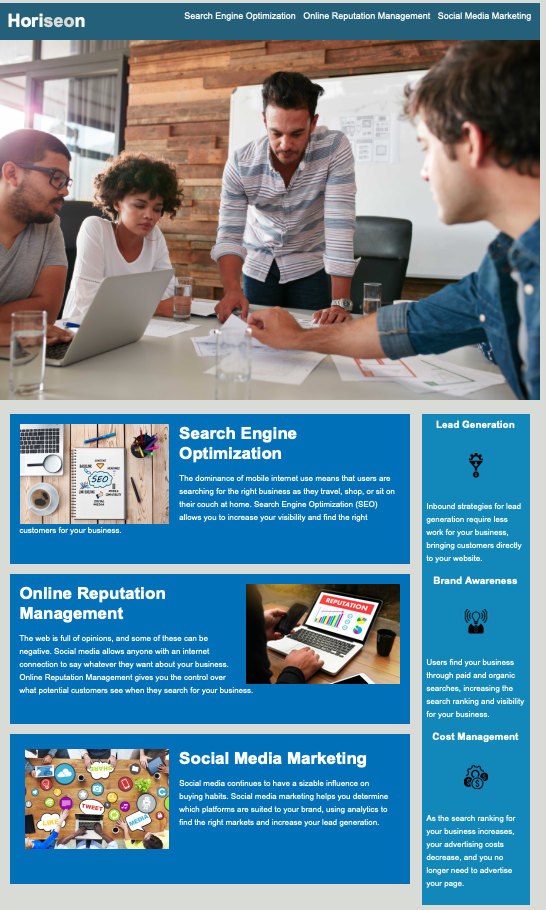 Horiseon
Search Engine Optimization Online Reputation Management Social Media Marketing
SEO
Search Engine
Optimization
The dominance of mobile internet use means that users are
searching for the right business as they travel, shop, or sit on
their couch at home. Search Engine Optimization (SEO)
allows you to increase your visibility and find the right
customers for your business.
Online Reputation
Management
The web is full of opinions, and some of these can be
negative. Social media allows anyone with an internet
connection to say whatever they want about your business.
Online Reputation Management gives you the control over
what potential customers see when they search for your business.
REPUTATION
TWEET
LIKE
MEDIA
Social Media Marketing
Social media continues to have a sizable influence on
buying habits. Social media marketing helps you determine
which platforms are suited to your brand, using analytics to
find the right markets and increase your lead generation.
Lead Generation
Inbound strategies for lead
generation require less
work for your business,
bringing customers directly
to your website.
Brand Awareness
Users find your business
through paid and organic
searches, increasing the
search ranking and visibility
for your business.
Cost Management
As the search ranking for
your business increases,
your advertising costs
decrease, and you no
longer need to advertise
your page.